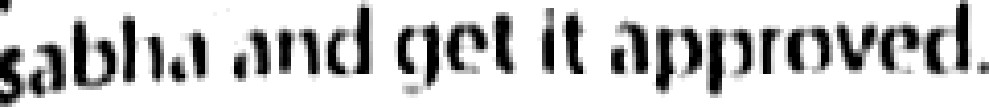 sabha and get it approved.